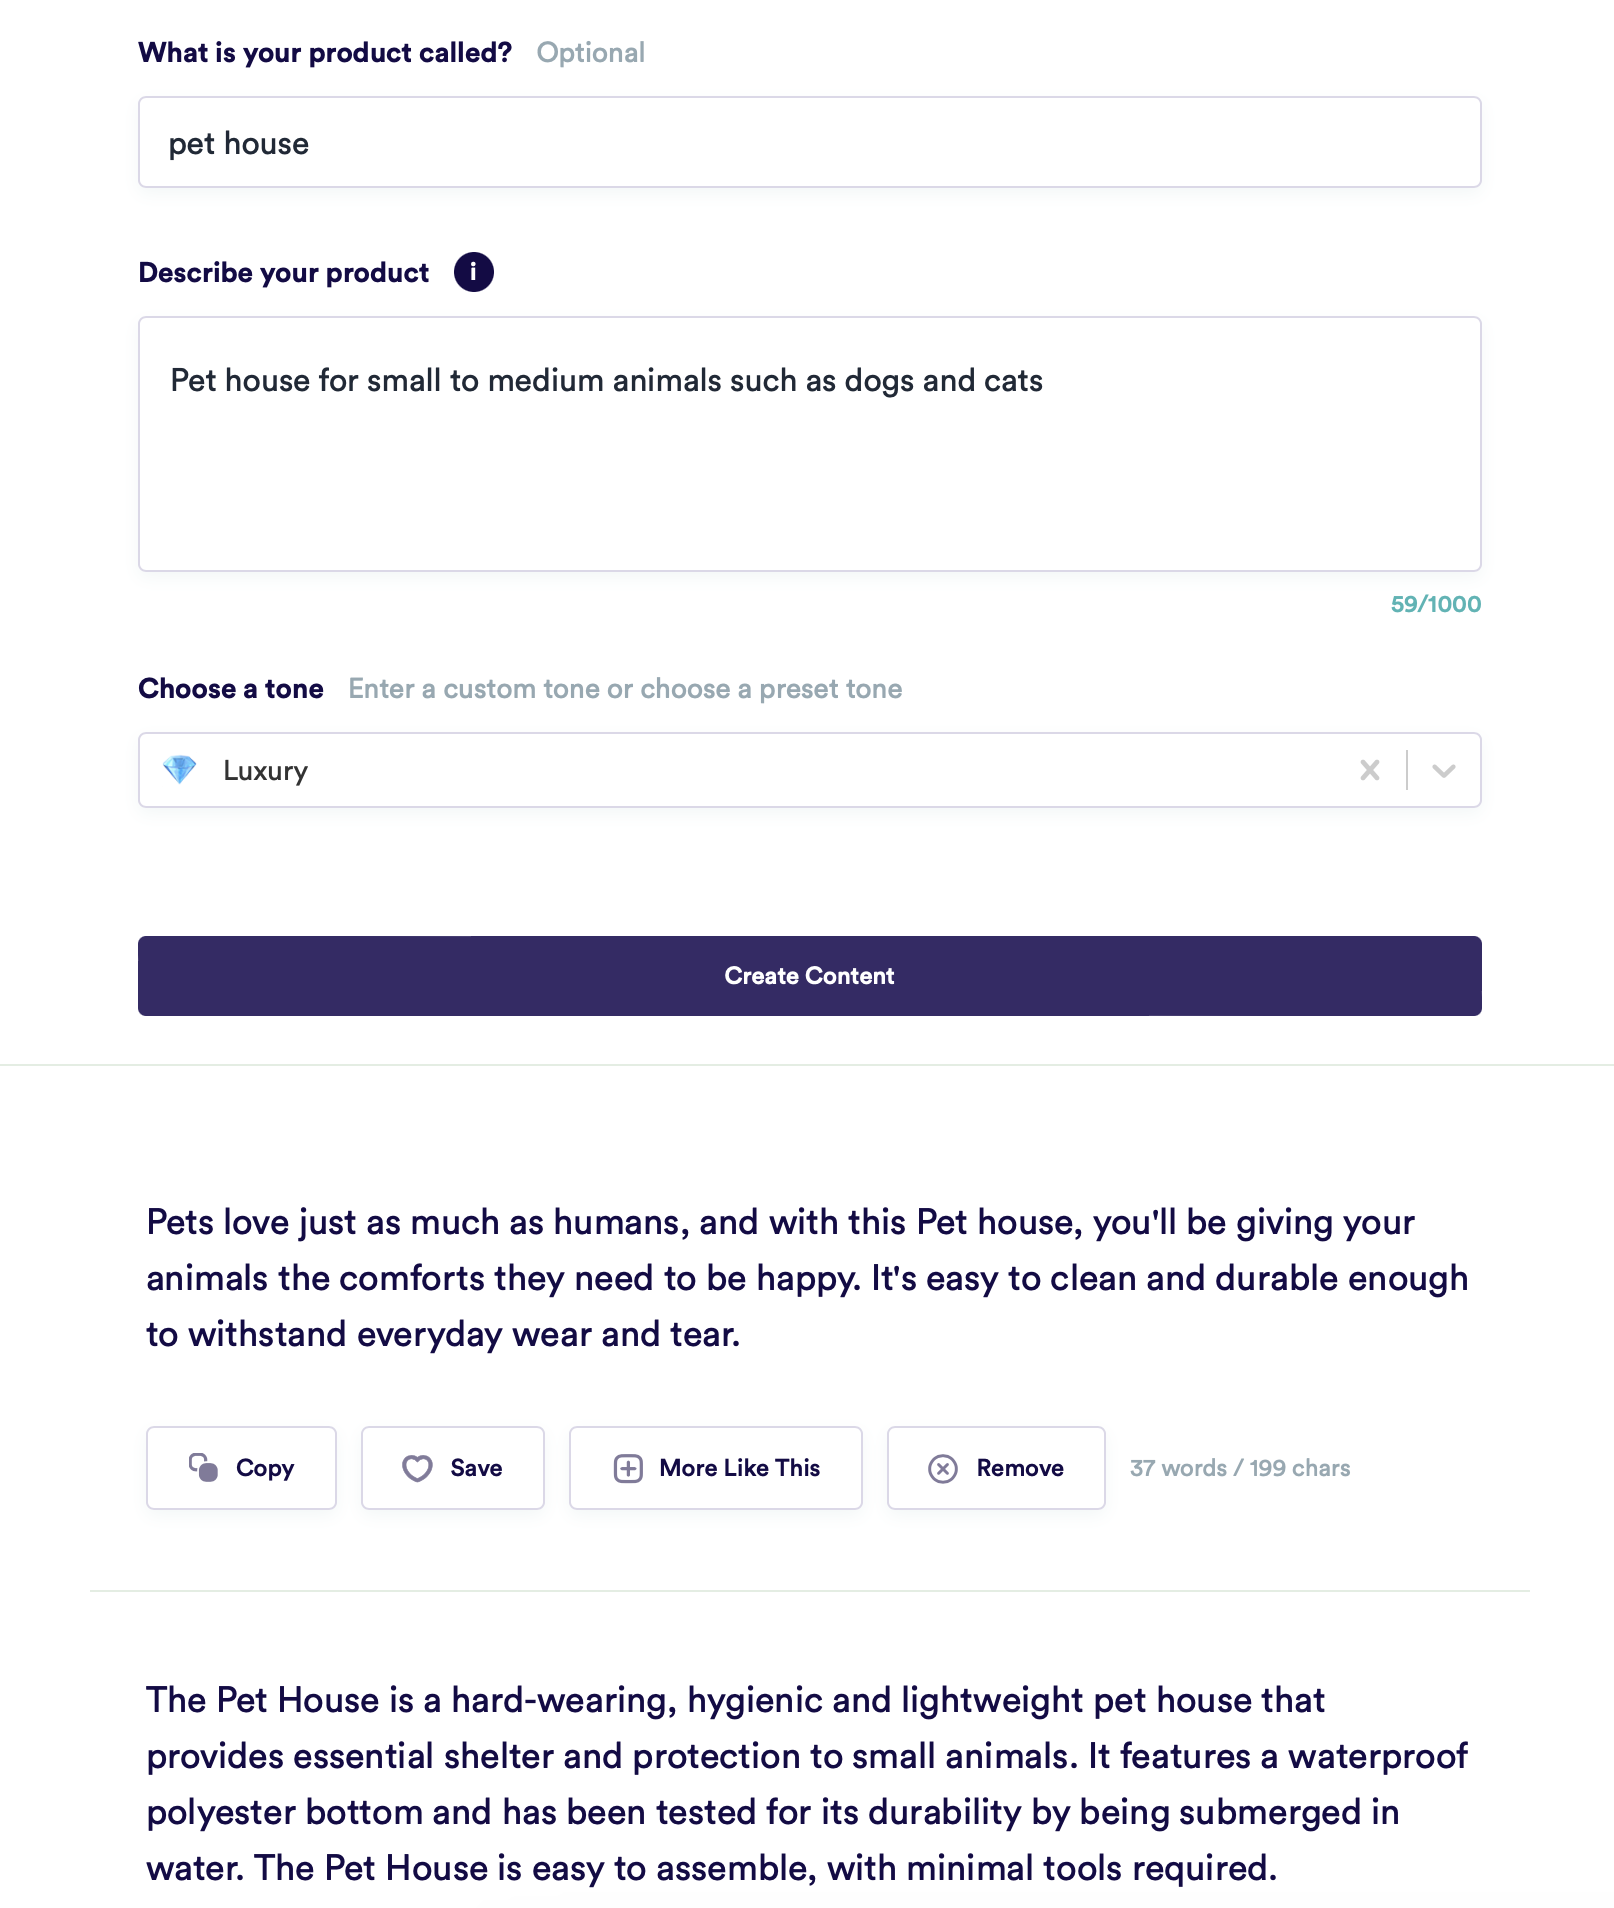 What is your product called? Optional
pet house
Describe your product i
Pet house for small to medium animals such as dogs and cats
59/1000
Choose a tone Enter a custom tone or choose a preset tone
Luxury
Create Content
Pets love just as much as humans, and with this Pet house, you'll be giving your
animals the comforts they need to be happy. It's easy to clean and durable enough
to withstand everyday wear and tear.
Copy Save More Like This Remove 37 words / 199 chars
The Pet House is a hard-wearing, hygienic and lightweight pet house that
provides essential shelter and protection to small animals. It features a waterproof
polyester bottom and has been tested for its durability by being submerged in
water. The Pet House is easy to assemble, with minimal tools required.